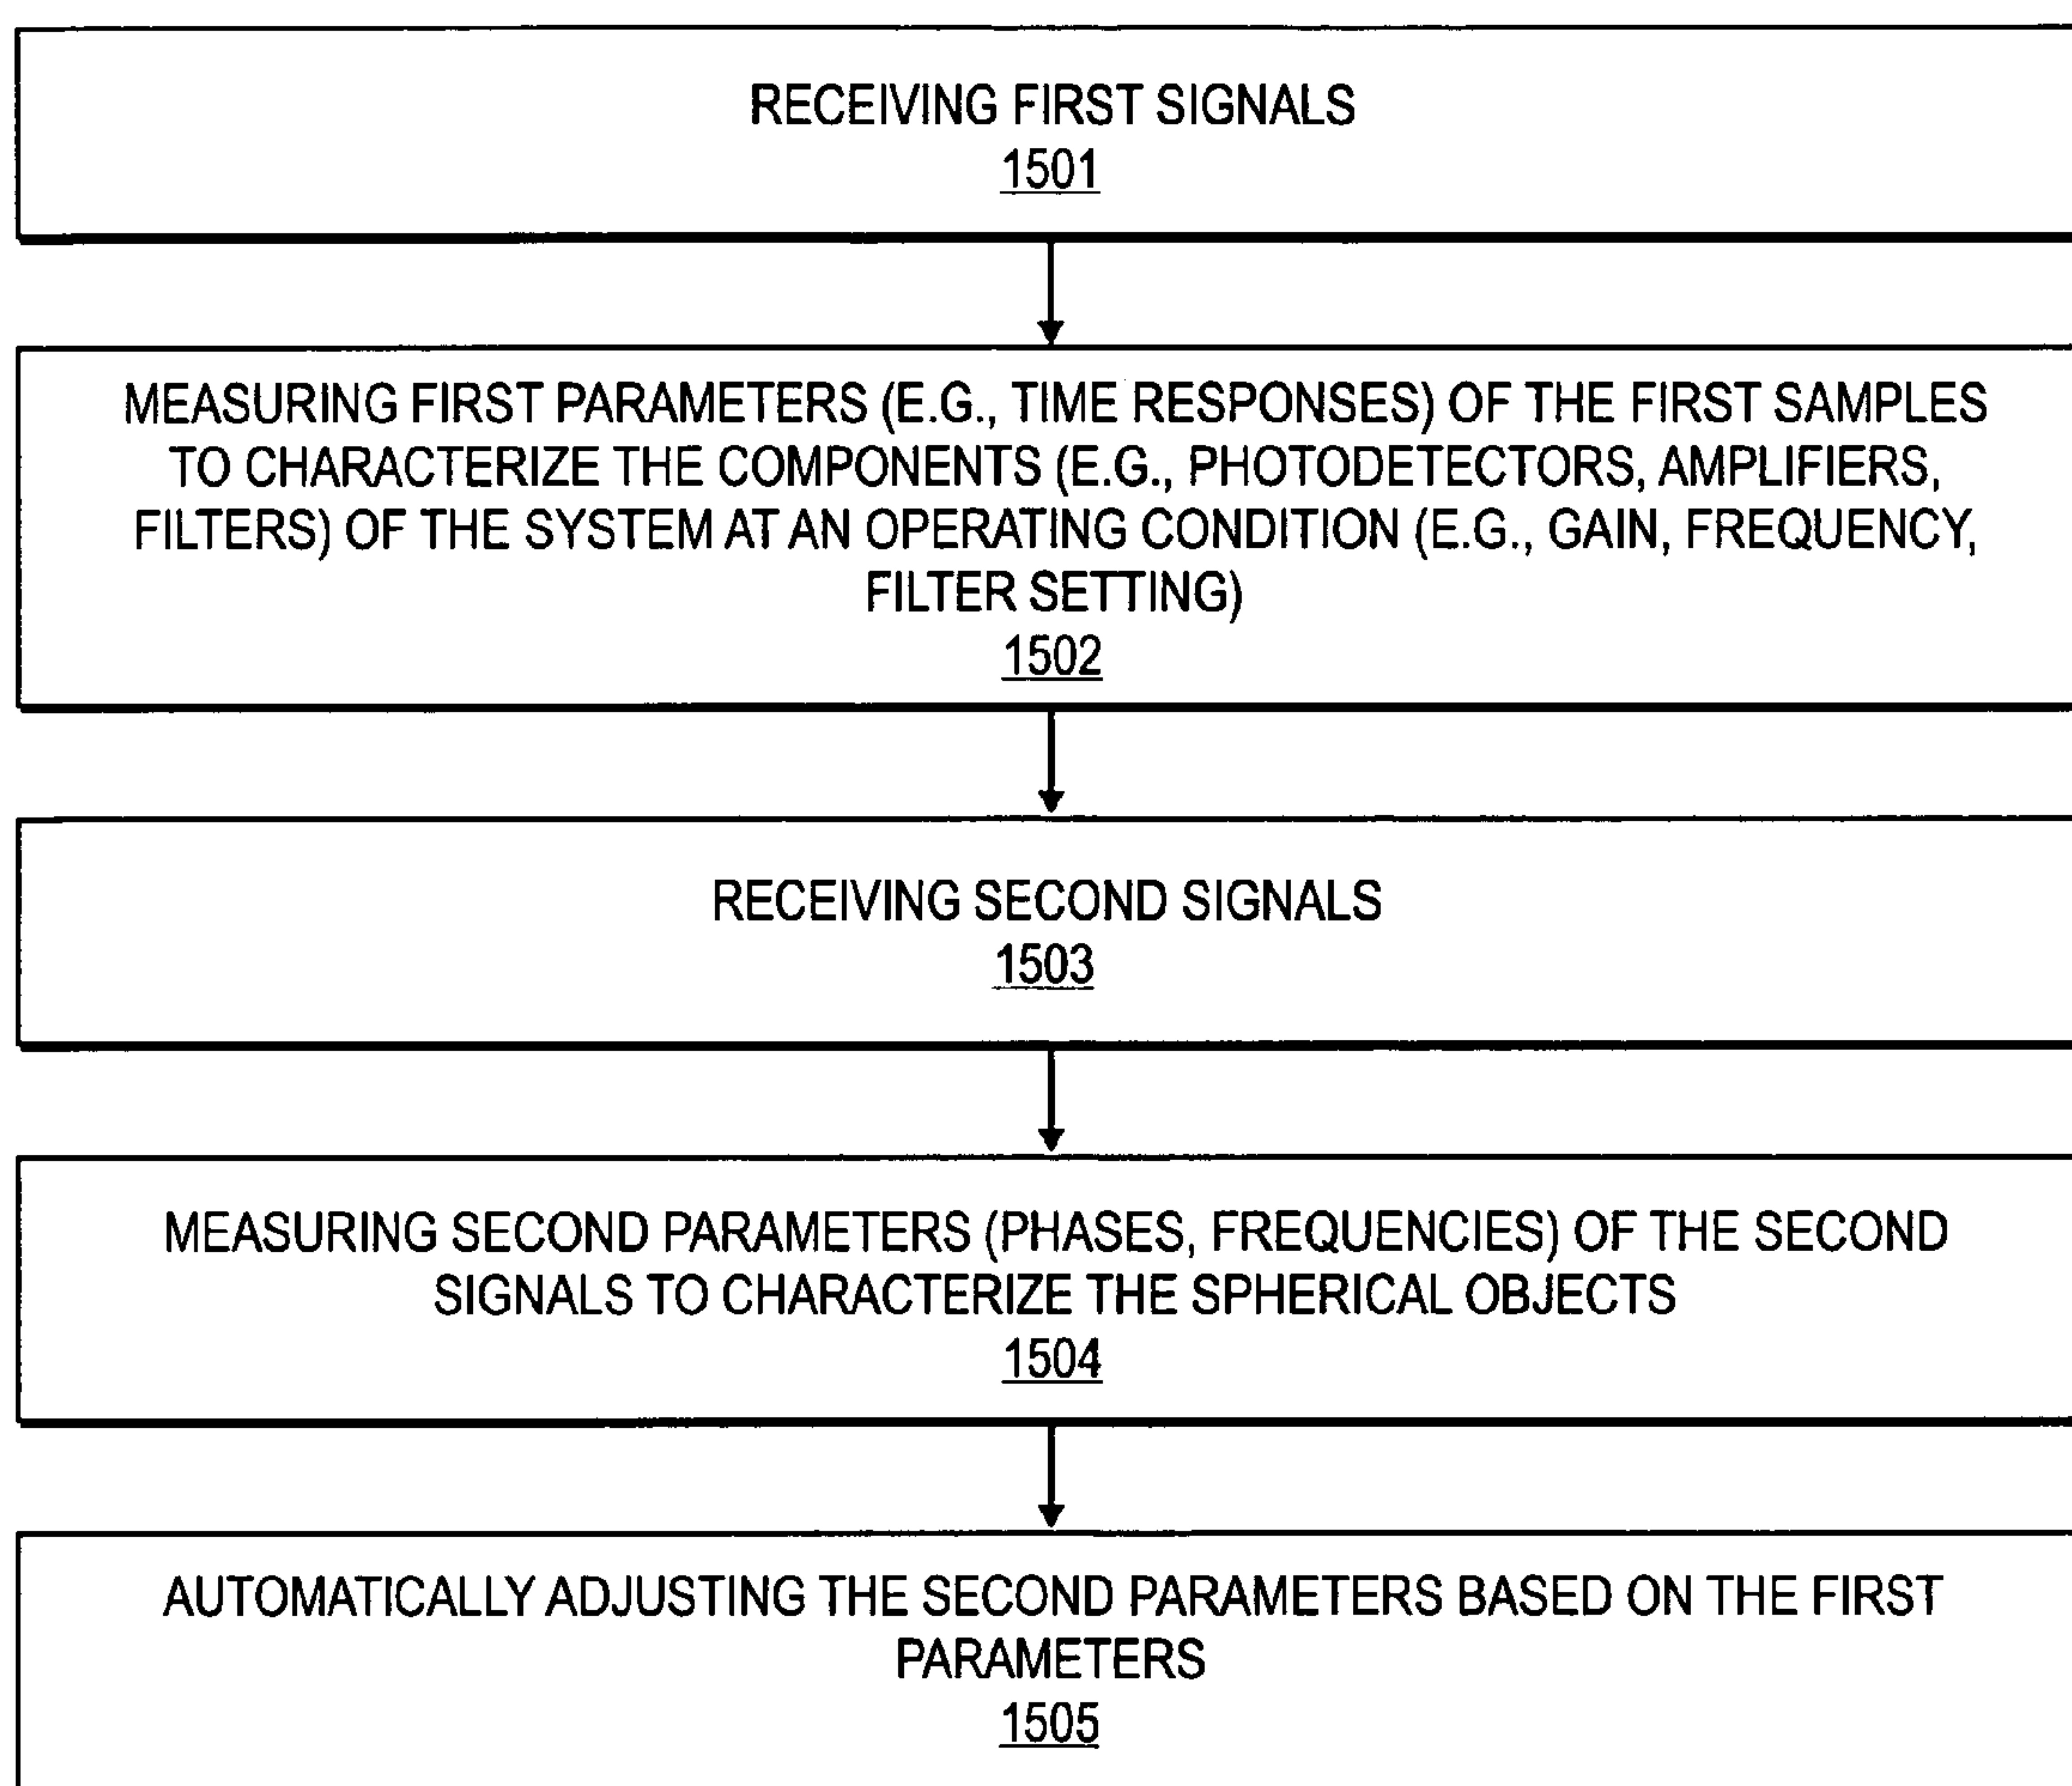 RECEIVING FIRST SIGNALS
1501
MEASURING FIRST PARAMETERS (E.G., TIME RESPONSES) OF THE FIRST SAMPLES
TO CHARACTERIZE THE COMPONENTS (E.G., PHOTODETECTORS, AMPLIFIERS,
FILTERS) OF THE SYSTEM AT AN OPERATING CONDITION (E.G., GAIN, FREQUENCY,
FILTER SETTING)
1502
RECEIVING SECOND SIGNALS
1503
MEASURING SECOND PARAMETERS (PHASES, FREQUENCIES) OF THE SECOND
SIGNALS TO CHARACTERIZE THE SPHERICAL OBJECTS
1504
AUTOMATICALLY ADJUSTING THE SECOND PARAMETERS BASED ON THE FIRST
PARAMETERS
1505